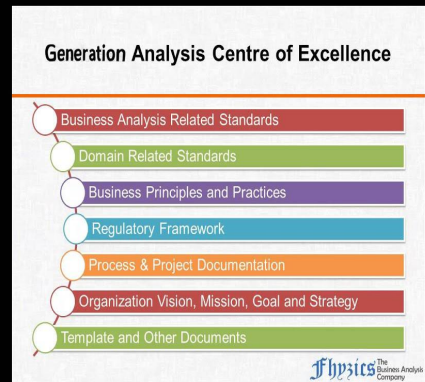 Generation Analysis Centre of Excellence
Business Analysis Related Standards
Domain Related Standards
Business Principles and Practices
Regulatory Framework
Process & Project Documentation
Organization Vision, Mission, Goal and Strategy
Template and Other Documents
Fhyzics The Business Analysis Company